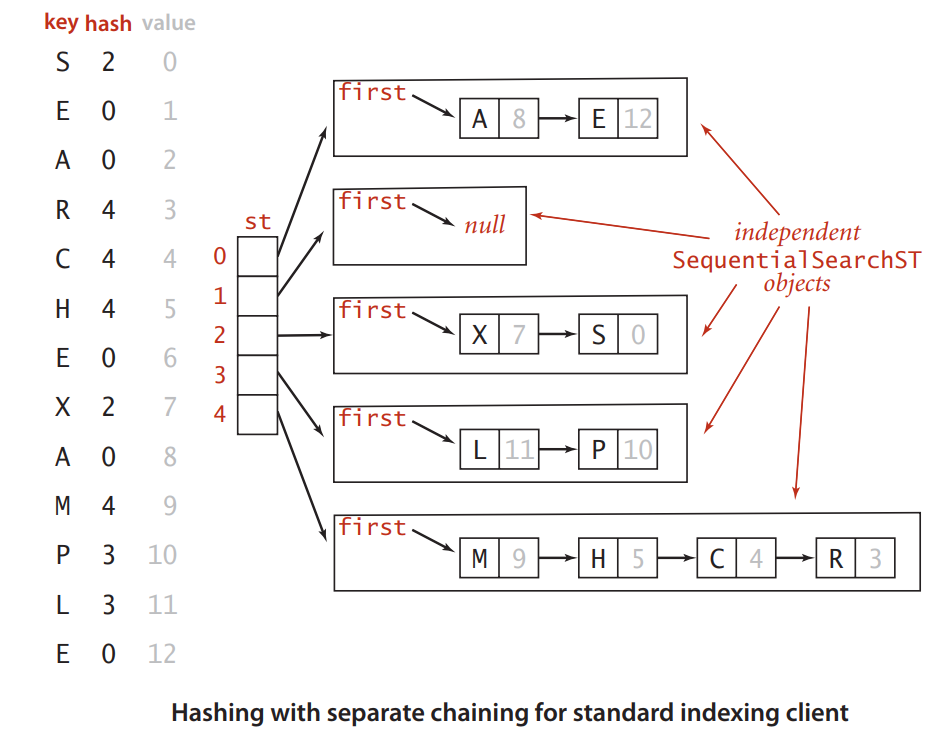 key hash value
S 2 0
E 0 1
A 0 2
R 4 3
C 4 4
H 4 5
E 0 6
X 2 7
A 0 8
M 4 9
P 3 10
L 3 11
E 0 12
st
0
1
2
3
4
first
A 8 E 12
first
null
first
X 7 S 0
first
L 11 P 10
first
M 9 H 5 C 4 R 3
independent
SequentialSearchST
objects
Hashing with separate chaining for standard indexing client